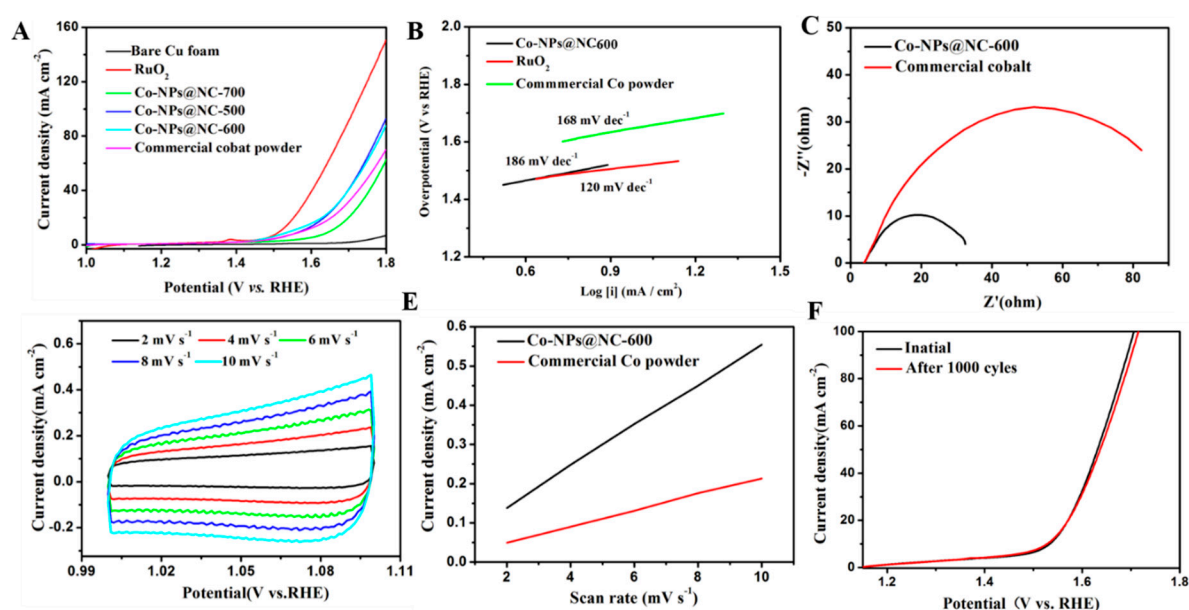 A
Current density (mA cm⁻²)
160
120
80
40
0
Bare Cu foam
RuO₂
Co-NPs@NC-700
Co-NPs@NC-500
Co-NPs@NC-600
Commercial cobat powder
1.0
1.2
1.4
1.6
1.8
Potential (V vs. RHE)
B
Overpotential (V vs RHE)
2.0
1.8
1.6
1.4
1.2
Co-NPs@NC600
RuO₂
Commmercial Co powder
168 mV dec⁻¹
186 mV dec⁻¹
120 mV dec⁻¹
0.3
0.6
0.9
1.2
1.5
Log [i] (mA / cm²)
C
-Z''(ohm)
50
40
30
20
10
0
Co-NPs@NC-600
Commercial cobalt
0
20
40
60
80
100
Z'(ohm)
Current density(mA cm⁻²)
0.6
0.4
0.2
0.0
-0.2
2 mV s⁻¹
4 mV s⁻¹
6 mV s⁻¹
8 mV s⁻¹
10 mV s⁻¹
0.99
1.02
1.05
1.08
1.11
Potential(V vs.RHE)
E
Current density (mA cm⁻²)
0.6
0.5
0.4
0.3
0.2
0.1
0.0
Co-NPs@NC-600
Commercial Co powder
2
4
6
8
10
Scan rate (mV s⁻¹)
F
Current density(mA cm⁻²)
100
80
60
40
20
0
Inatial
After 1000 cyles
1.2
1.4
1.6
1.8
Potential (V vs. RHE)